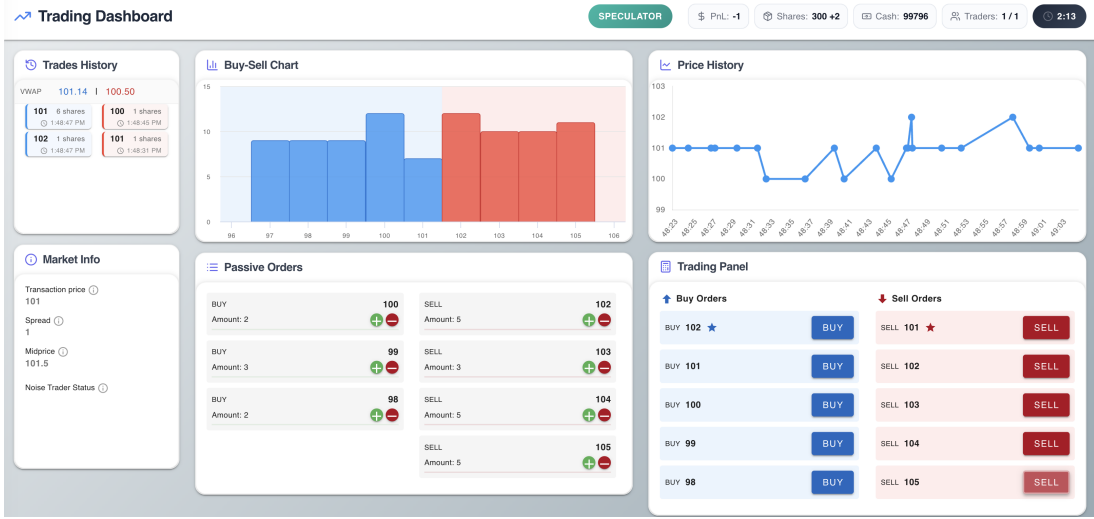 Trading Dashboard
SPECULATOR
PnL: -1
Shares: 300 +2
Cash: 99796
Traders: 1 / 1
2:13
Trades History
VWAP 101.14 | 100.50
101 6 shares
1:48:47 PM
100 1 shares
1:48:45 PM
102 1 shares
1:48:47 PM
101 1 shares
1:48:31 PM
Market Info
Transaction price
101
Spread
1
Midprice
101.5
Noise Trader Status
Buy-Sell Chart
15
10
5
0
96 97 98 99 100 101 102 103 104 105 106
Passive Orders
BUY 100
Amount: 2
BUY 99
Amount: 3
BUY 98
Amount: 2
SELL 102
Amount: 5
SELL 103
Amount: 3
SELL 104
Amount: 5
SELL 105
Amount: 5
Price History
103
102
101
100
99
48:23 48:25 48:27 48:29 48:31 48:33 48:35 48:37 48:39 48:41 48:43 48:45 48:47 48:49 48:51 48:53 48:55 48:57 48:59 49:01 49:03
Trading Panel
Buy Orders
BUY 102 BUY
BUY 101 BUY
BUY 100 BUY
BUY 99 BUY
BUY 98 BUY
Sell Orders
SELL 101 SELL
SELL 102 SELL
SELL 103 SELL
SELL 104 SELL
SELL 105 SELL